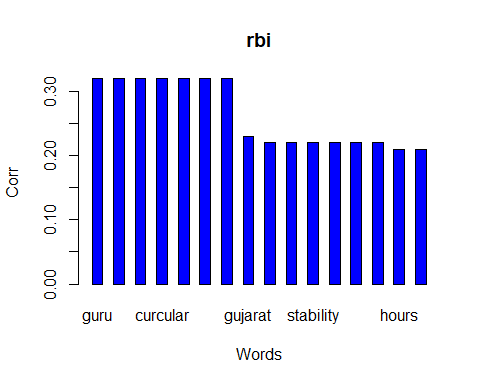 rbi
Corr
0.30
0.20
0.10
0.00
guru curcular gujarat stability hours
Words